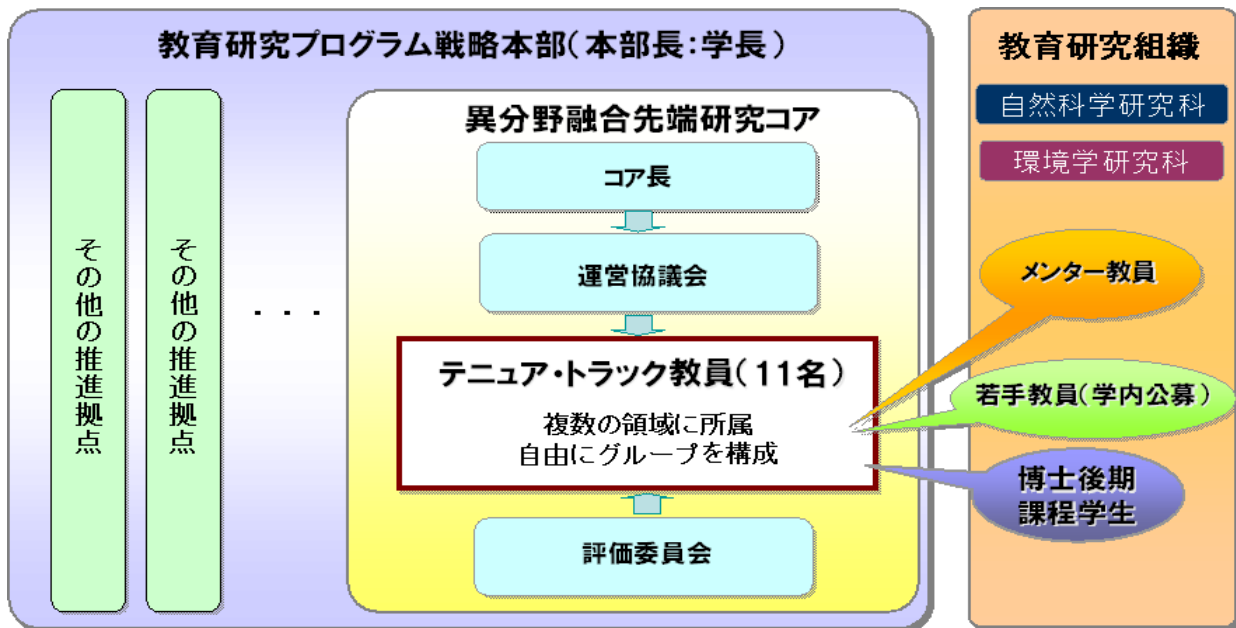 教育研究プログラム戦略本部(本部長:学長)
その他の推進拠点
その他の推進拠点
・・・
異分野融合先端研究コア
コア長
運営協議会
テニュア・トラック教員(11名)
複数の領域に所属
自由にグループを構成
評価委員会
教育研究組織
自然科学研究科
環境学研究科
メンター教員
若手教員(学内公募)
博士後期
課程学生